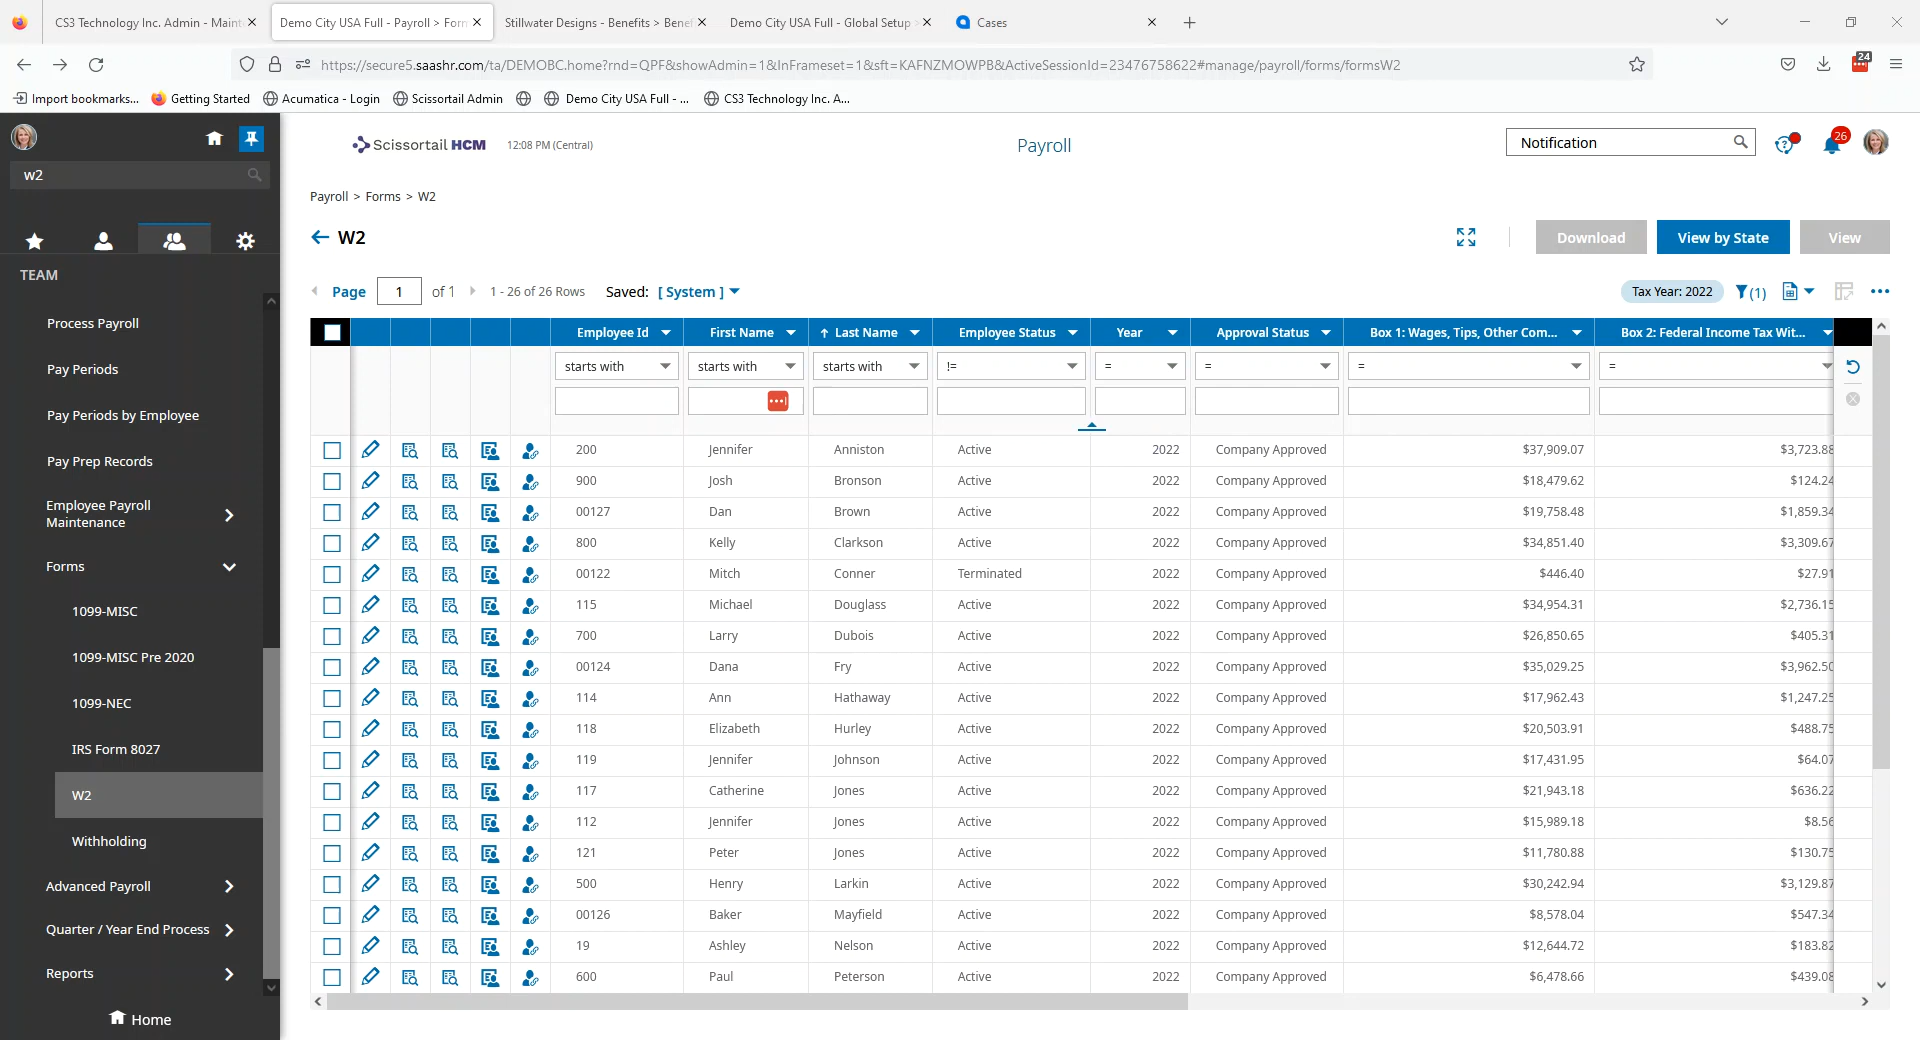 CS3 Technology Inc. Admin - Maint
Demo City USA Full - Payroll > Forn
Stillwater Designs - Benefits > Benef
Demo City USA Full - Global Setup >
Cases
https://secure5.saashr.com/ta/DEMOBC.home?rnd=QPF&showAdmin=1&InFrameset=1&sft=KAFNZMOWPB&ActiveSessionId=23476758622#manage/payroll/forms/formsW2
24
Import bookmarks...
Getting Started
Acumatica - Login
Scissortail Admin
Demo City USA Full - ...
CS3 Technology Inc. A...
w2
TEAM
Process Payroll
Pay Periods
Pay Periods by Employee
Pay Prep Records
Employee Payroll
Maintenance
Forms
1099-MISC
1099-MISC Pre 2020
1099-NEC
IRS Form 8027
W2
Withholding
Advanced Payroll
Quarter / Year End Process
Reports
Home
Scissortail HCM 12:08 PM (Central)
Payroll
Notification
26
Payroll > Forms > W2
W2
Download View by State View
Page 1 of 1 1 - 26 of 26 Rows Saved: [ System ]
Tax Year: 2022 (1)
Employee Id First Name Last Name Employee Status Year Approval Status Box 1: Wages, Tips, Other Com... Box 2: Federal Income Tax Wit...
starts with starts with starts with != = = = =
200 Jennifer Anniston Active 2022 Company Approved $37,909.07 $3,723.88
900 Josh Bronson Active 2022 Company Approved $18,479.62 $124.24
00127 Dan Brown Active 2022 Company Approved $19,758.48 $1,859.34
800 Kelly Clarkson Active 2022 Company Approved $34,851.40 $3,309.67
00122 Mitch Conner Terminated 2022 Company Approved $446.40 $27.91
115 Michael Douglass Active 2022 Company Approved $34,954.31 $2,736.15
700 Larry Dubois Active 2022 Company Approved $26,850.65 $405.31
00124 Dana Fry Active 2022 Company Approved $35,029.25 $3,962.50
114 Ann Hathaway Active 2022 Company Approved $17,962.43 $1,247.25
118 Elizabeth Hurley Active 2022 Company Approved $20,503.91 $488.75
119 Jennifer Johnson Active 2022 Company Approved $17,431.95 $64.07
117 Catherine Jones Active 2022 Company Approved $21,943.18 $636.22
112 Jennifer Jones Active 2022 Company Approved $15,989.18 $8.56
121 Peter Jones Active 2022 Company Approved $11,780.88 $130.75
500 Henry Larkin Active 2022 Company Approved $30,242.94 $3,129.87
00126 Baker Mayfield Active 2022 Company Approved $8,578.04 $547.34
19 Ashley Nelson Active 2022 Company Approved $12,644.72 $183.82
600 Paul Peterson Active 2022 Company Approved $6,478.66 $439.08